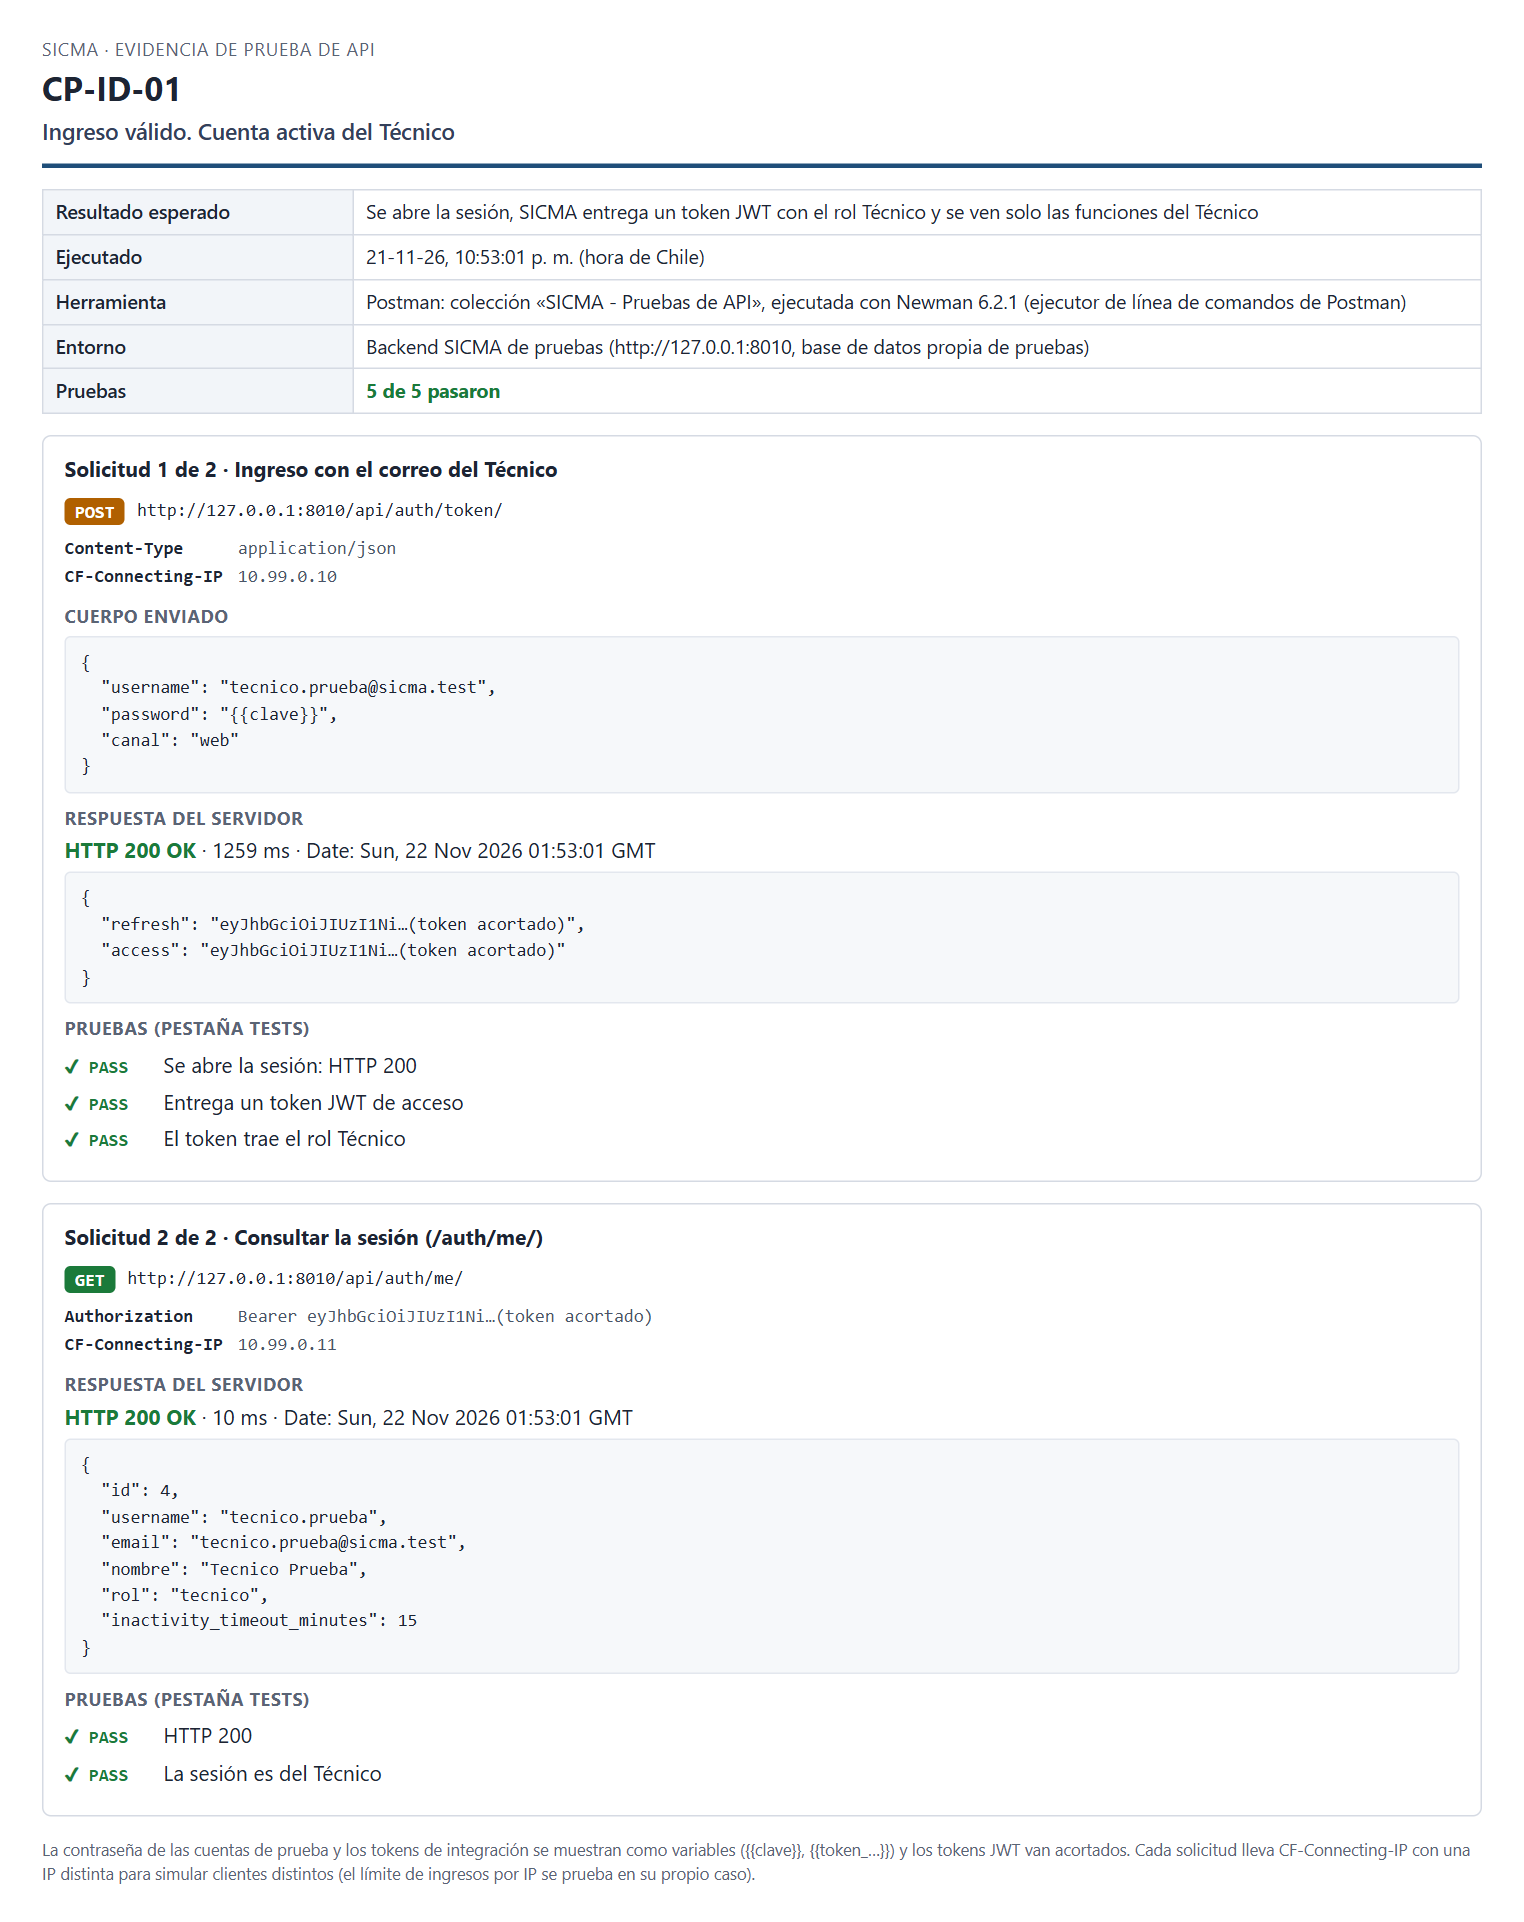 SICMA · EVIDENCIA DE PRUEBA DE API
CP-ID-01
Ingreso válido. Cuenta activa del Técnico
Resultado esperado Se abre la sesión, SICMA entrega un token JWT con el rol Técnico y se ven solo las funciones del Técnico
Ejecutado 21-11-26, 10:53:01 p. m. (hora de Chile)
Herramienta Postman: colección «SICMA - Pruebas de API», ejecutada con Newman 6.2.1 (ejecutor de línea de comandos de Postman)
Entorno Backend SICMA de pruebas (http://127.0.0.1:8010, base de datos propia de pruebas)
Pruebas 5 de 5 pasaron
Solicitud 1 de 2 · Ingreso con el correo del Técnico
POST http://127.0.0.1:8010/api/auth/token/
Content-Type application/json
CF-Connecting-IP 10.99.0.10
CUERPO ENVIADO
{
"username": "tecnico.prueba@sicma.test",
"password": "{{clave}}",
"canal": "web"
}
RESPUESTA DEL SERVIDOR
HTTP 200 OK · 1259 ms · Date: Sun, 22 Nov 2026 01:53:01 GMT
{
"refresh": "eyJhbGciOiJIUzI1Ni…(token acortado)",
"access": "eyJhbGciOiJIUzI1Ni…(token acortado)"
}
PRUEBAS (PESTAÑA TESTS)
✔ PASS Se abre la sesión: HTTP 200
✔ PASS Entrega un token JWT de acceso
✔ PASS El token trae el rol Técnico
Solicitud 2 de 2 · Consultar la sesión (/auth/me/)
GET http://127.0.0.1:8010/api/auth/me/
Authorization Bearer eyJhbGciOiJIUzI1Ni…(token acortado)
CF-Connecting-IP 10.99.0.11
RESPUESTA DEL SERVIDOR
HTTP 200 OK · 10 ms · Date: Sun, 22 Nov 2026 01:53:01 GMT
{
"id": 4,
"username": "tecnico.prueba",
"email": "tecnico.prueba@sicma.test",
"nombre": "Tecnico Prueba",
"rol": "tecnico",
"inactivity_timeout_minutes": 15
}
PRUEBAS (PESTAÑA TESTS)
✔ PASS HTTP 200
✔ PASS La sesión es del Técnico
La contraseña de las cuentas de prueba y los tokens de integración se muestran como variables ({{clave}}, {{token_...}}) y los tokens JWT van acortados. Cada solicitud lleva CF-Connecting-IP con una
IP distinta para simular clientes distintos (el límite de ingresos por IP se prueba en su propio caso).